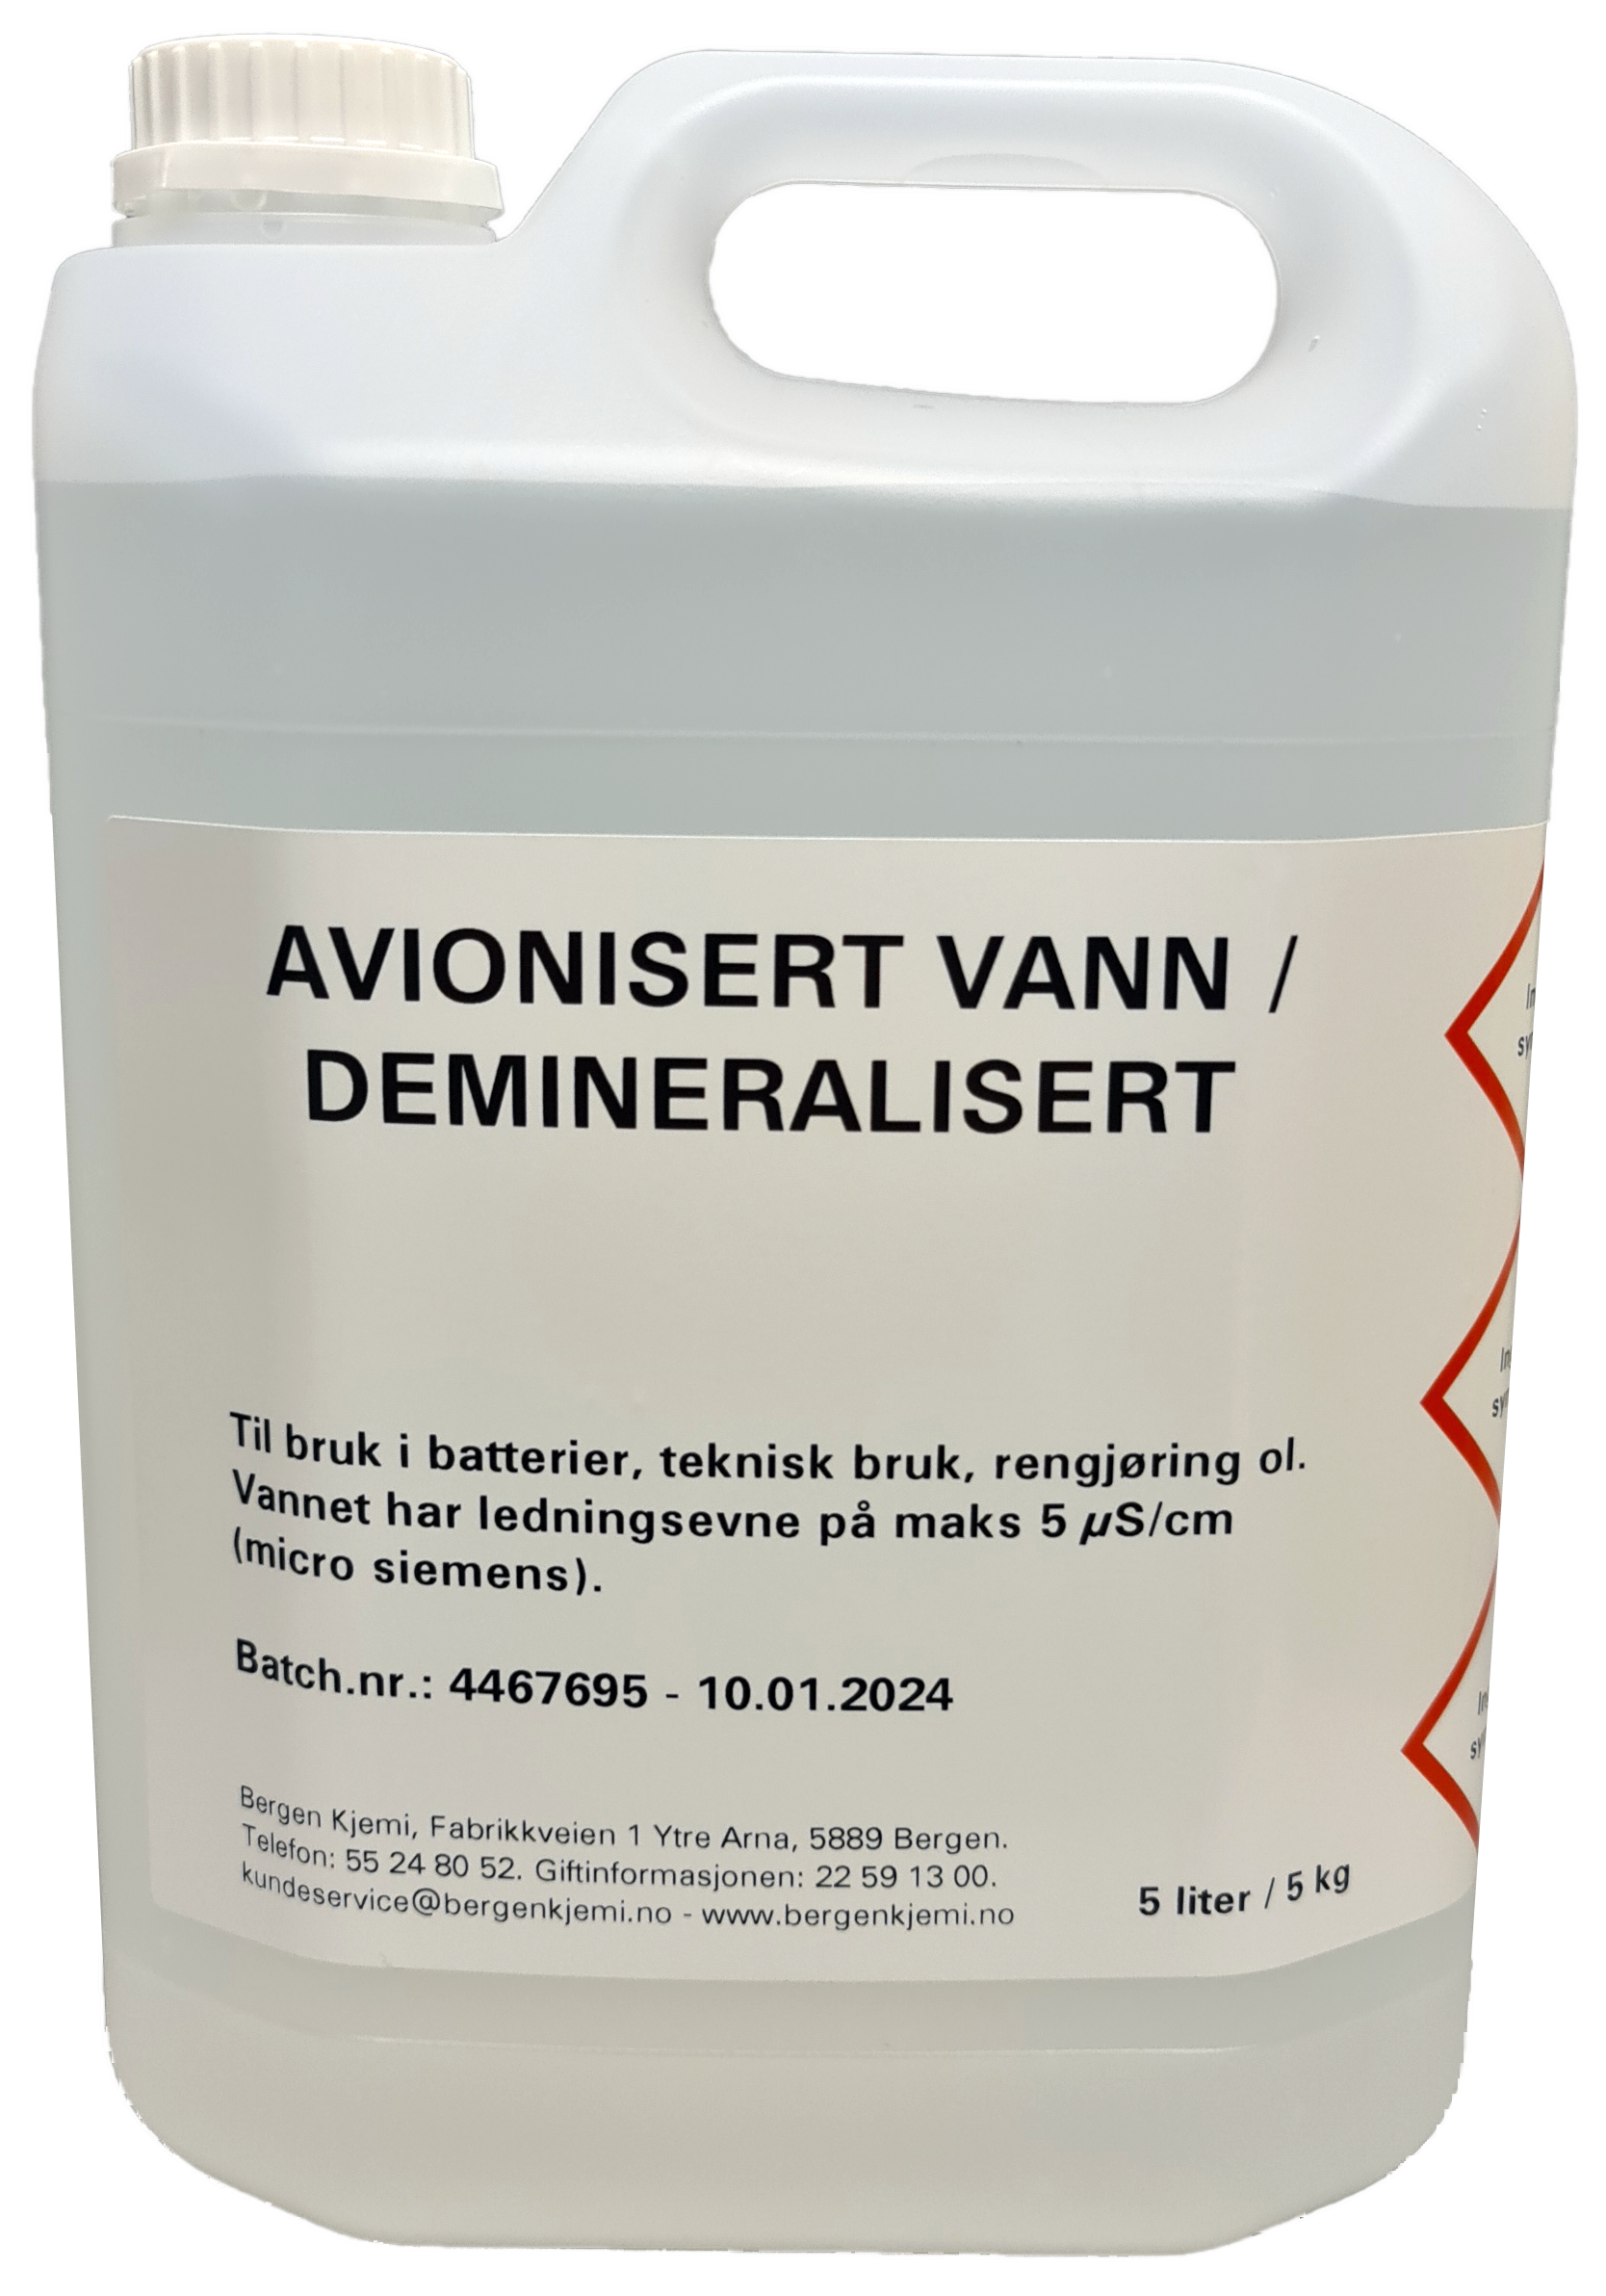 AVIONISERT VANN /
DEMINERALISERT
Til bruk i batterier, teknisk bruk, rengjøring ol.
Vannet har ledningsevne på maks 5 µS/cm
(micro siemens).
Batch.nr.: 4467695 - 10.01.2024
Bergen Kjemi, Fabrikkveien 1 Ytre Arna, 5889 Bergen.
Telefon: 55 24 80 52. Giftinformasjonen: 22 59 13 00.
kundeservice@bergenkjemi.no - www.bergenkjemi.no
5 liter / 5 kg